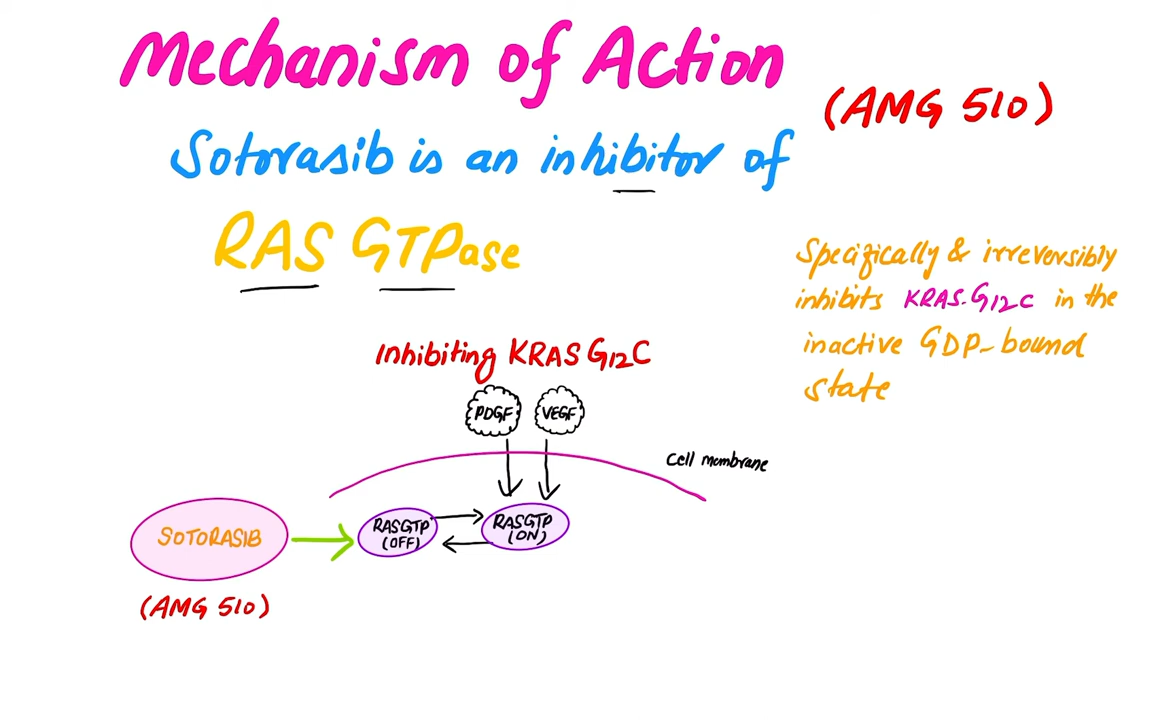 Mechanism of Action
(AMG 510)
Sotorasib is an inhibitor of
RAS GTPase
Specifically & irreversibly
inhibits KRAS-G12C in the
inactive GDP-bound
state
Inhibiting KRAS G12C
PDGF
VEGF
Cell membrane
SOTORASIB
RASGTP
(OFF)
RASGTP
(ON)
(AMG 510)